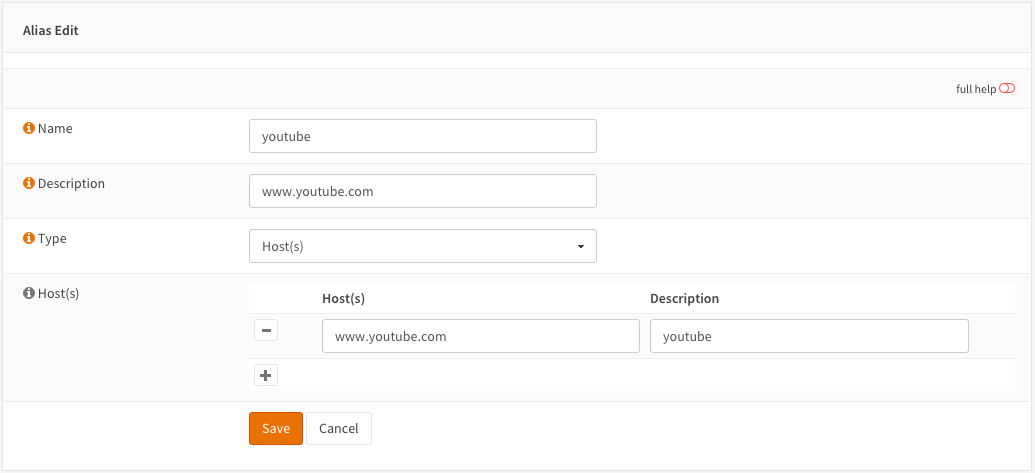 Alias Edit
full help
Name
youtube
Description
www.youtube.com
Type
Host(s)
Host(s)
Host(s) Description
www.youtube.com youtube
Save Cancel